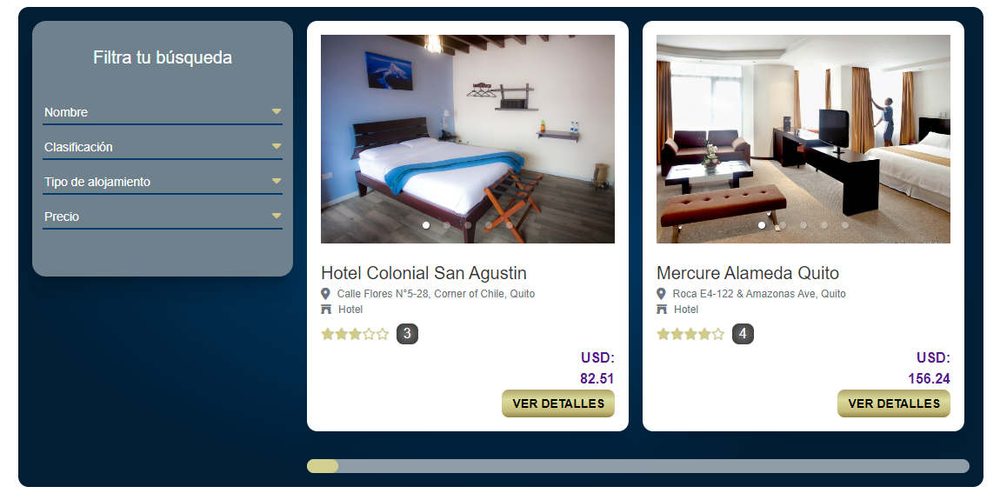 Filtra tu búsqueda
Nombre
Clasificación
Tipo de alojamiento
Precio
Hotel Colonial San Agustin
Calle Flores N°5-28, Corner of Chile, Quito
Hotel
3
USD:
82.51
VER DETALLES
Mercure Alameda Quito
Roca E4-122 & Amazonas Ave, Quito
Hotel
4
USD:
156.24
VER DETALLES